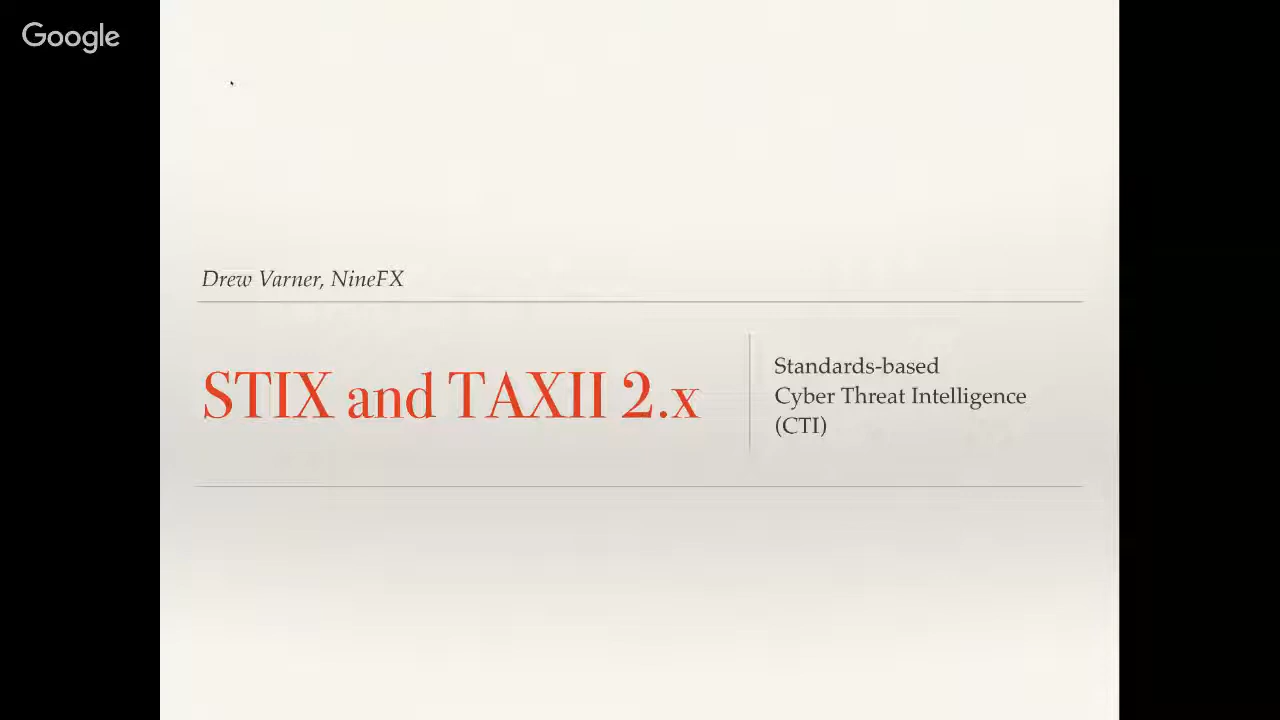 Google
Drew Varner, NineFX
STIX and TAXII 2.x
Standards-based
Cyber Threat Intelligence
(CTI)